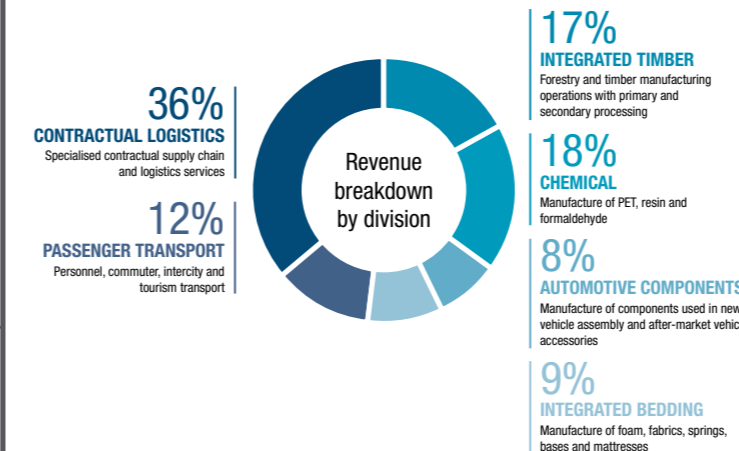 36%
CONTRACTUAL LOGISTICS
Specialised contractual supply chain
and logistics services
12%
PASSENGER TRANSPORT
Personnel, commuter, intercity and
tourism transport
Revenue
breakdown
by division
17%
INTEGRATED TIMBER
Forestry and timber manufacturing
operations with primary and
secondary processing
18%
CHEMICAL
Manufacture of PET, resin and
formaldehyde
8%
AUTOMOTIVE COMPONENTS
Manufacture of components used in new
vehicle assembly and after-market vehic
accessories
9%
INTEGRATED BEDDING
Manufacture of foam, fabrics, springs,
bases and mattresses